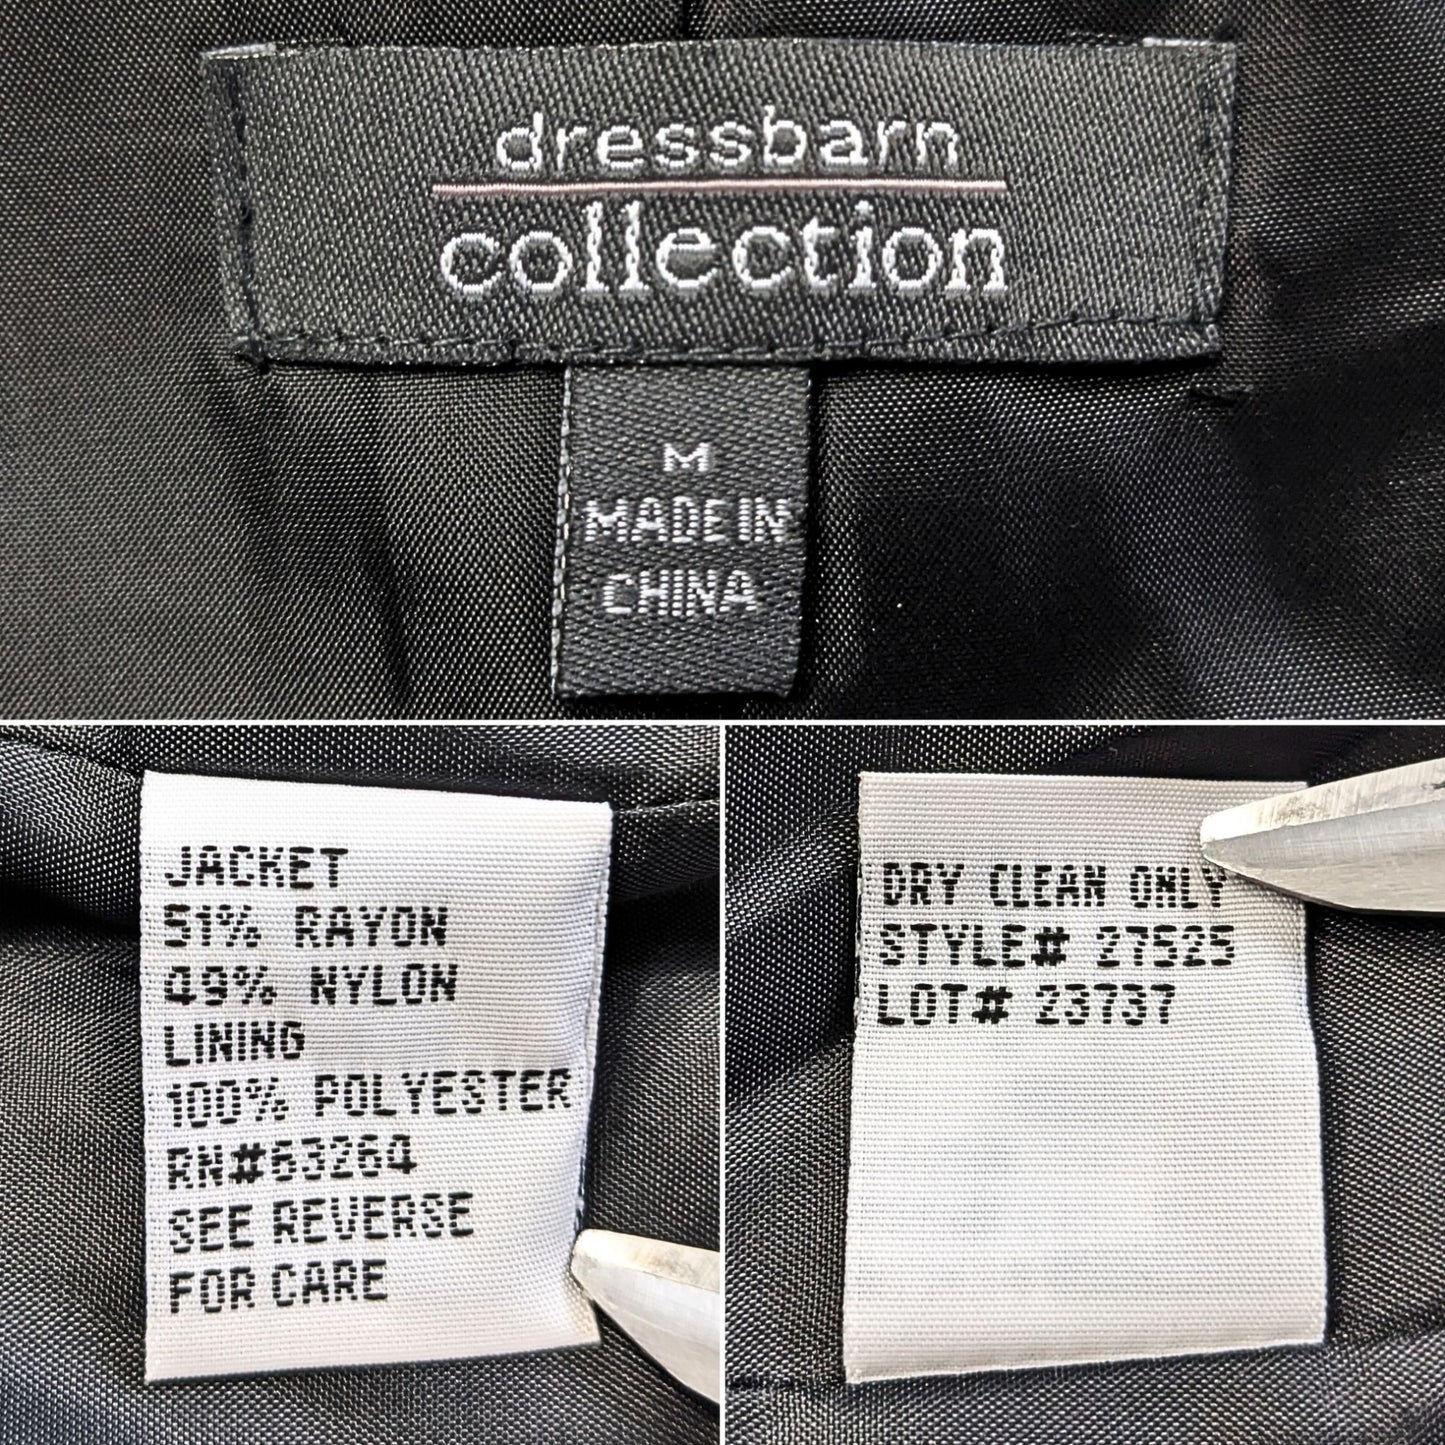 dressbarn
collection
M
MADE IN
CHINA
JACKET
51% RAYON
49% NYLON
LINING
100% POLYESTER
RN#63264
SEE REVERSE
FOR CARE
DRY CLEAN ONLY
STYLE# 27525
LOT# 23737